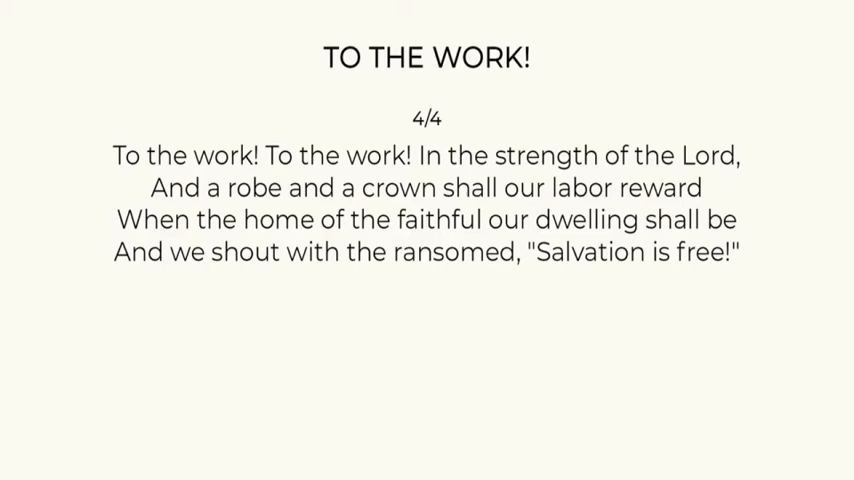 TO THE WORK!
4/4
To the work! To the work! In the strength of the Lord,
And a robe and a crown shall our labor reward
When the home of the faithful our dwelling shall be
And we shout with the ransomed, "Salvation is free!"